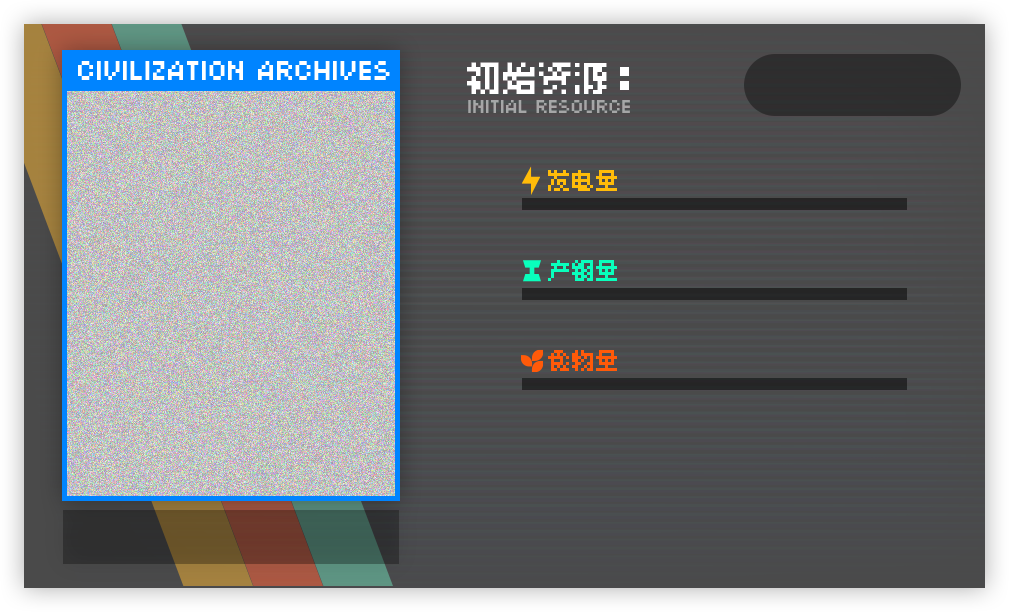 CIVILIZATION ARCHIVES
初始资源:
INITIAL RESOURCE
发电量
产钢量
食物量